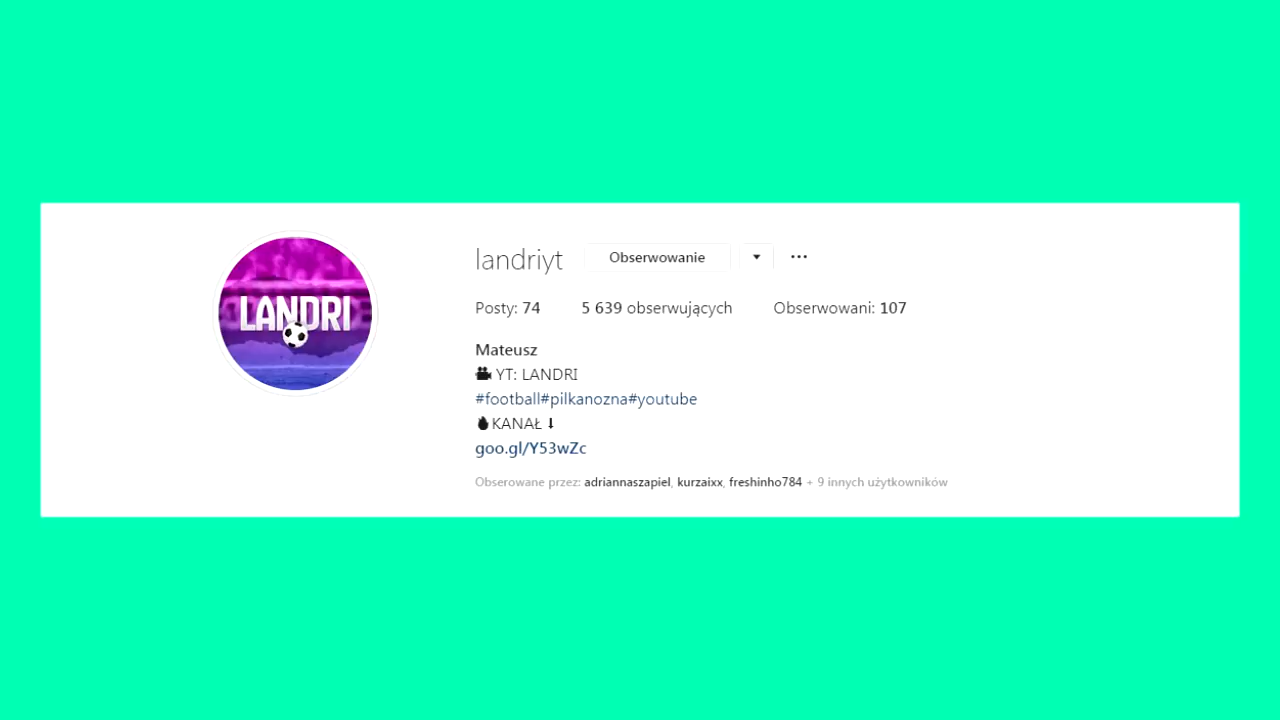 LANDRI
landriyt Obserwowanie
Posty: 74 5 639 obserwujących Obserwowani: 107
Mateusz
🎥 YT: LANDRI
#football#pilkanozna#youtube
🔥KANAŁ ⬇
goo.gl/Y53wZc
Obserowane przez: adriannaszapiel, kurzaixx, freshinho784 + 9 innych użytkowników